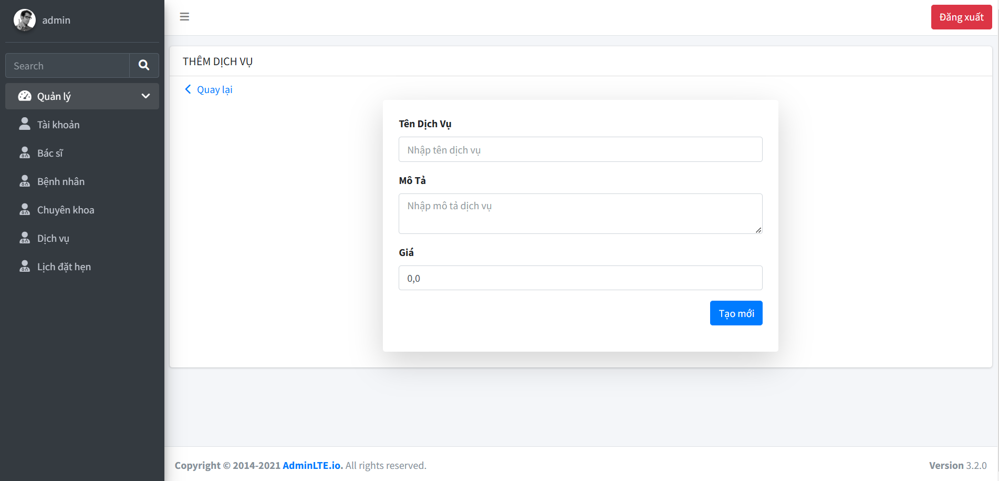 admin
Đăng xuất
Search
Quản lý
Tài khoản
Bác sĩ
Bệnh nhân
Chuyên khoa
Dịch vụ
Lịch đặt hẹn
THÊM DỊCH VỤ
Quay lại
Tên Dịch Vụ
Nhập tên dịch vụ
Mô Tả
Nhập mô tả dịch vụ
Giá
0,0
Tạo mới
Copyright © 2014-2021 AdminLTE.io. All rights reserved.
Version 3.2.0